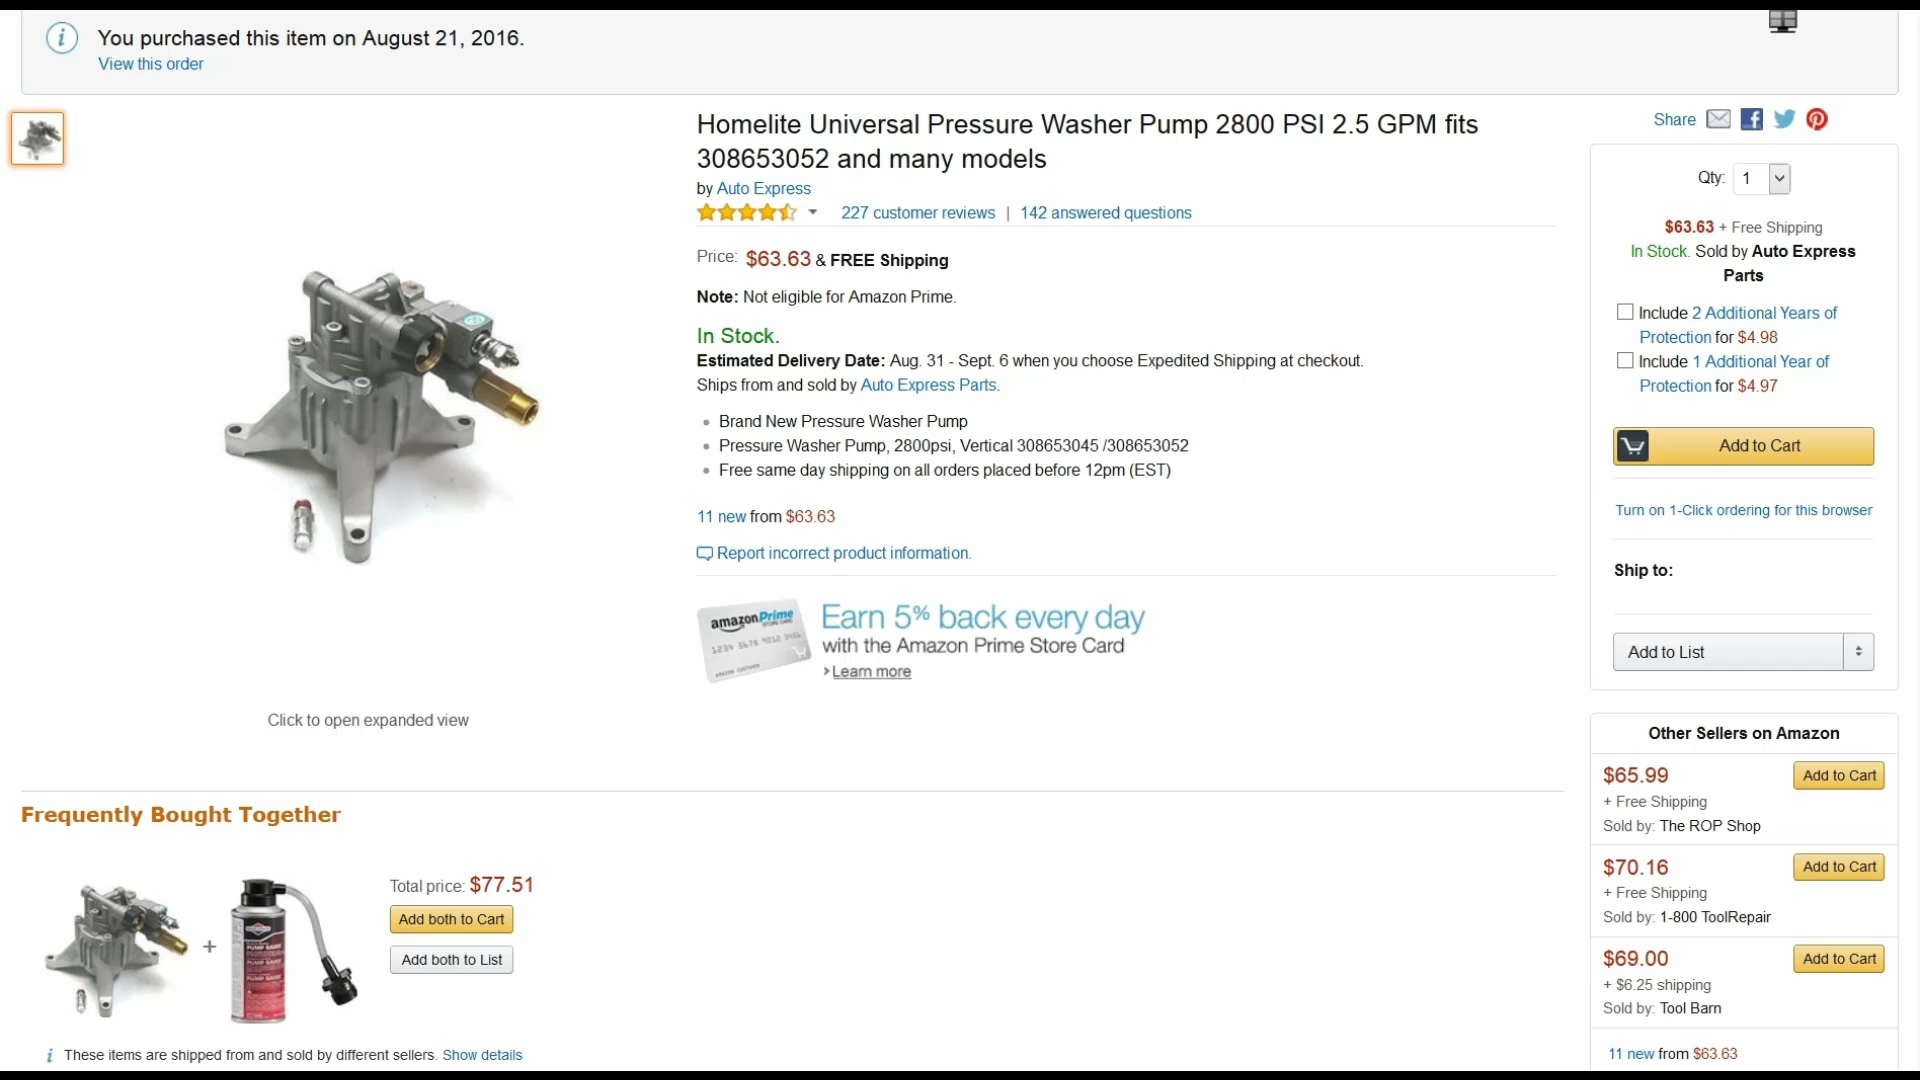 You purchased this item on August 21, 2016.
View this order
Homelite Universal Pressure Washer Pump 2800 PSI 2.5 GPM fits
308653052 and many models
by Auto Express
227 customer reviews | 142 answered questions
Price: $63.63 & FREE Shipping
Note: Not eligible for Amazon Prime.
In Stock.
Estimated Delivery Date: Aug. 31 - Sept. 6 when you choose Expedited Shipping at checkout.
Ships from and sold by Auto Express Parts.
Brand New Pressure Washer Pump
Pressure Washer Pump, 2800psi, Vertical 308653045 /308653052
Free same day shipping on all orders placed before 12pm (EST)
11 new from $63.63
Report incorrect product information.
amazonPrime
STORE CARD
Earn 5% back every day
with the Amazon Prime Store Card
Learn more
Click to open expanded view
Share
Qty: 1
$63.63 + Free Shipping
In Stock. Sold by Auto Express
Parts
Include 2 Additional Years of
Protection for $4.98
Include 1 Additional Year of
Protection for $4.97
Add to Cart
Turn on 1-Click ordering for this browser
Ship to:
Add to List
Other Sellers on Amazon
$65.99 Add to Cart
+ Free Shipping
Sold by: The ROP Shop
$70.16 Add to Cart
+ Free Shipping
Sold by: 1-800 ToolRepair
$69.00 Add to Cart
+ $6.25 shipping
Sold by: Tool Barn
11 new from $63.63
Frequently Bought Together
PUMP SAVER
+
Total price: $77.51
Add both to Cart
Add both to List
These items are shipped from and sold by different sellers. Show details